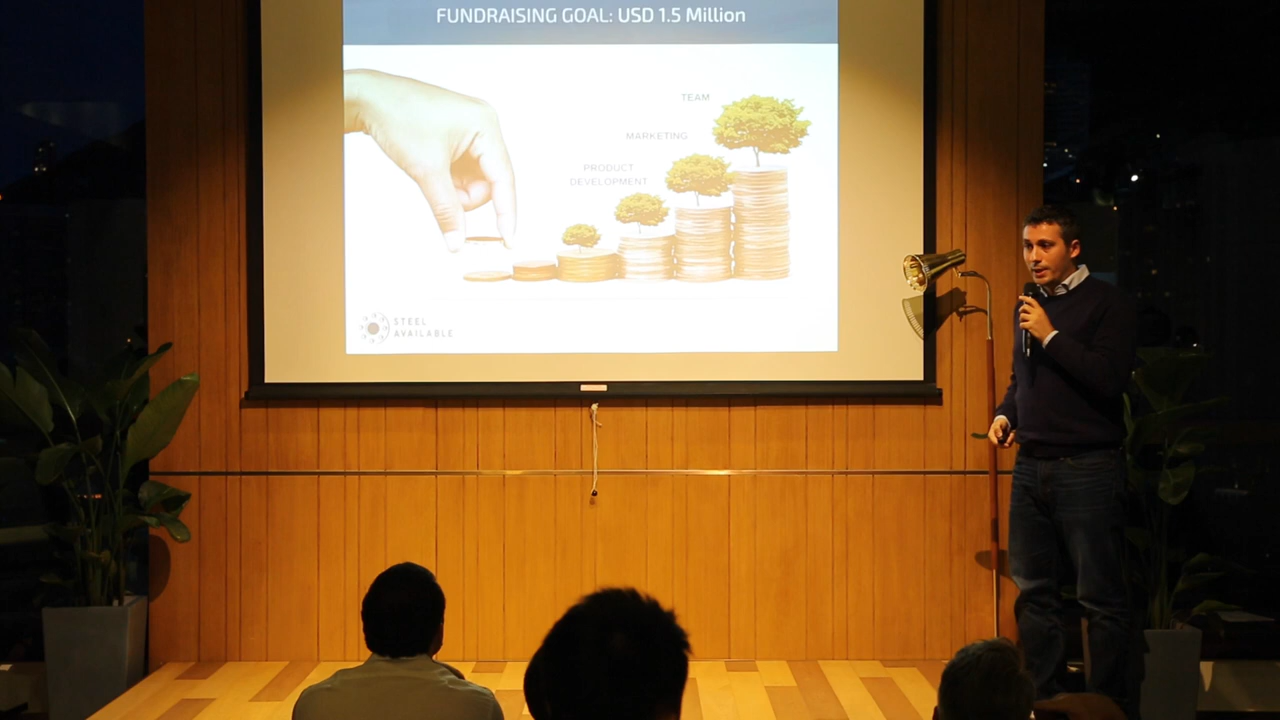 FUNDRAISING GOAL: USD 1.5 Million
TEAM
MARKETING
PRODUCT
DEVELOPMENT
STEEL
AVAILABLE